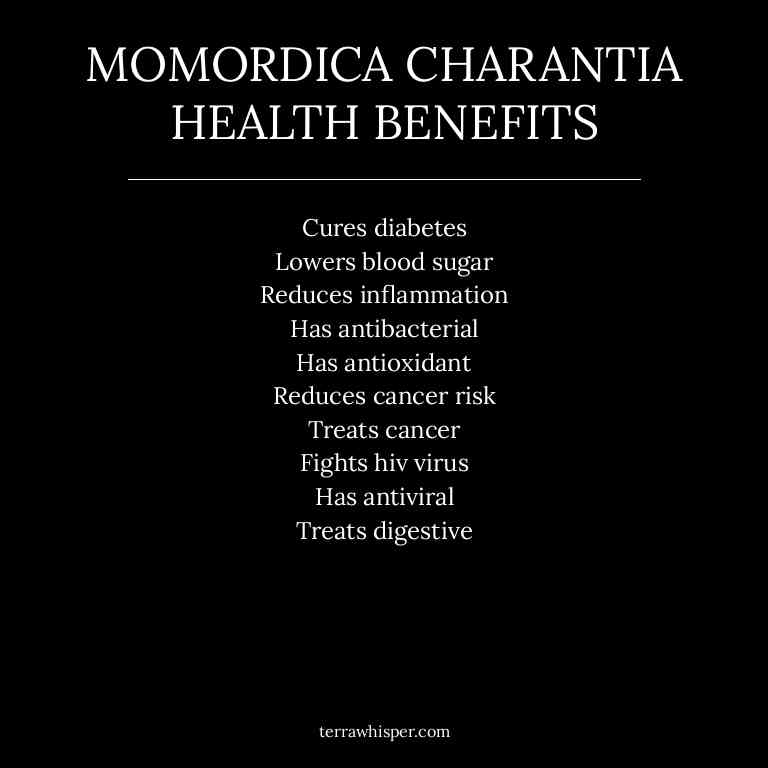 MOMORDICA CHARANTIA
HEALTH BENEFITS
Cures diabetes
Lowers blood sugar
Reduces inflammation
Has antibacterial
Has antioxidant
Reduces cancer risk
Treats cancer
Fights hiv virus
Has antiviral
Treats digestive
terrawhisper.com